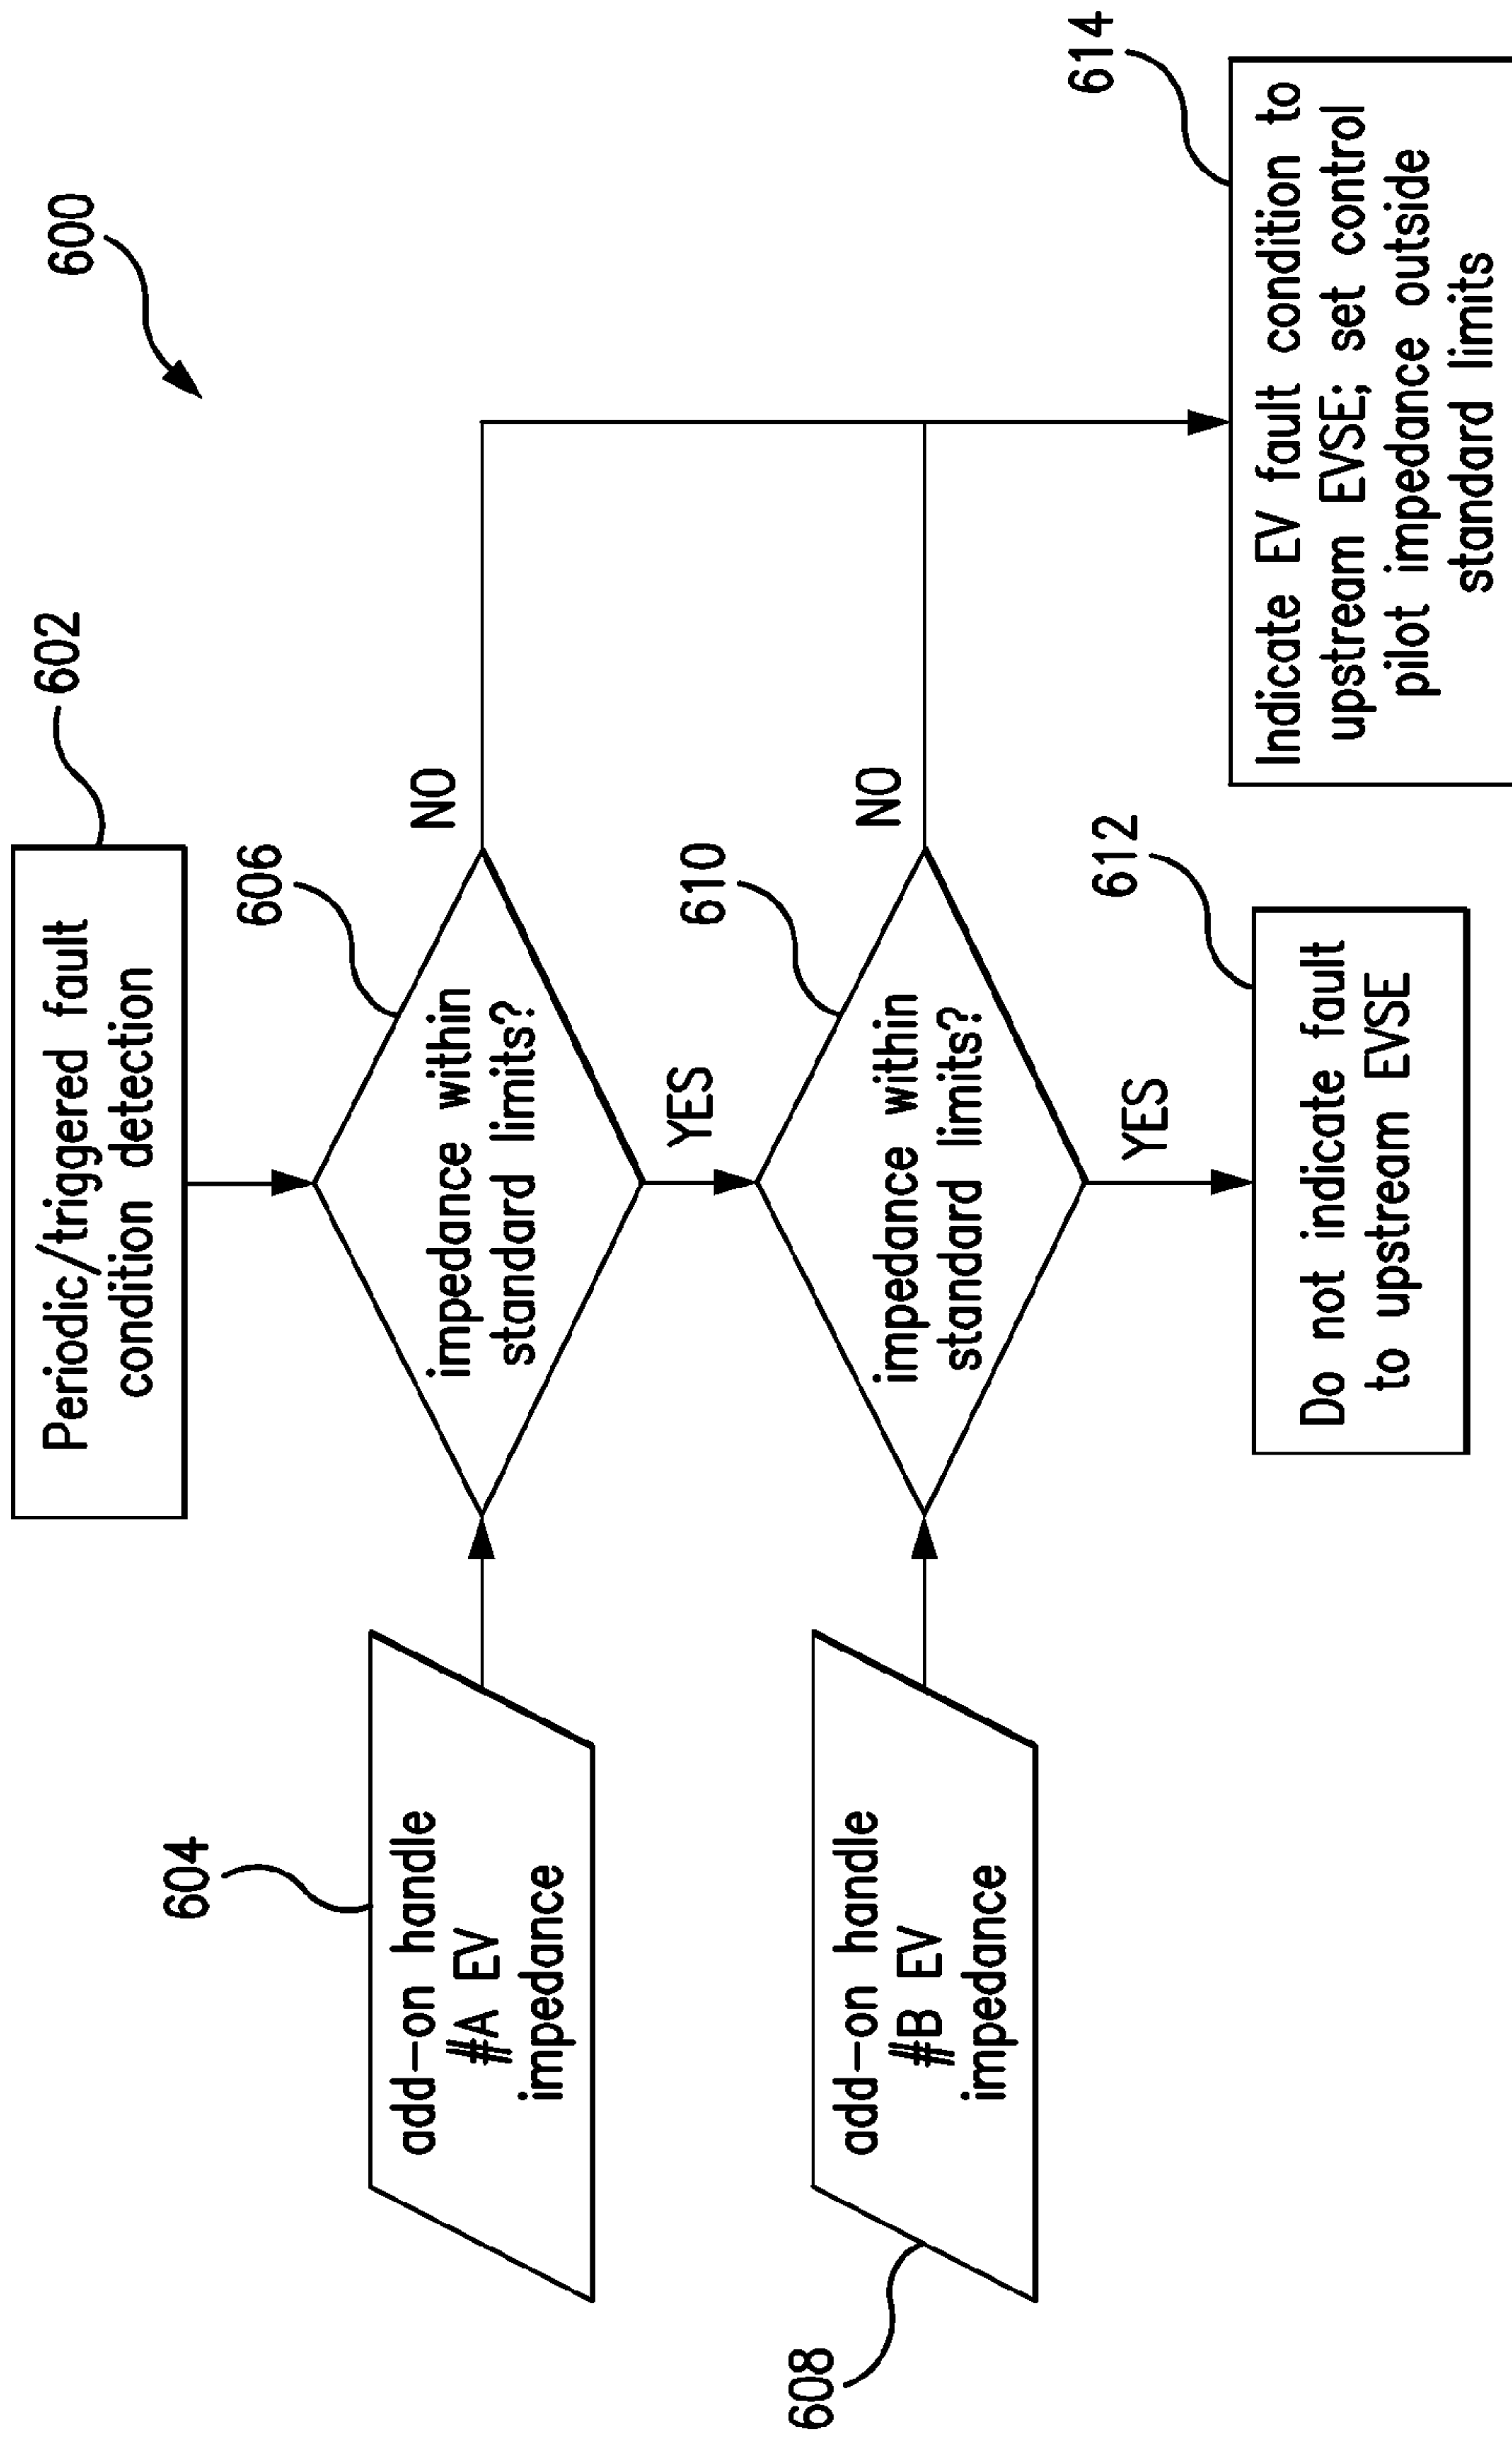 600
602
Periodic/triggered fault
condition detection
604
add-on handle
#A EV
impedance
606
impedance within
standard limits?
NO
YES
608
add-on handle
#B EV
impedance
610
impedance within
standard limits?
NO
YES
612
Do not indicate fault
to upstream EVSE
614
Indicate EV fault condition to
upstream EVSE; set control
pilot impedance outside
standard limits